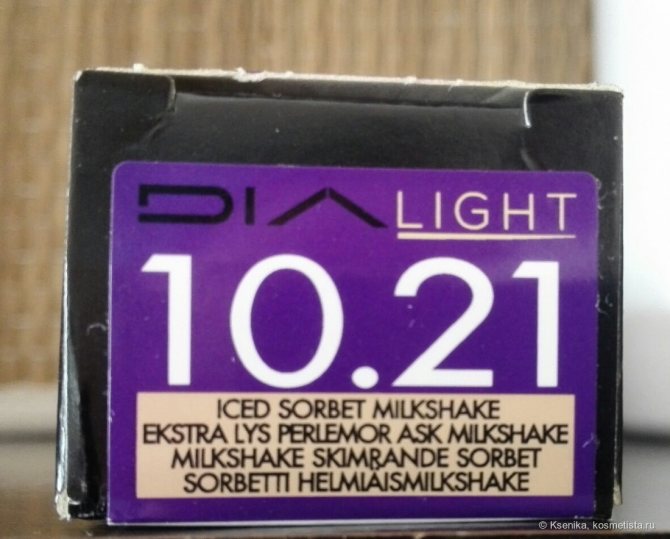 DIA LIGHT
10.21
ICED SORBET MILKSHAKE
EKSTRA LYS PERLEMOR ASK MILKSHAKE
MILKSHAKE SKIMRANDE SORBET
SORBETTI HELMIÄISMILKSHAKE
© Ksenika, kosmetista.ru